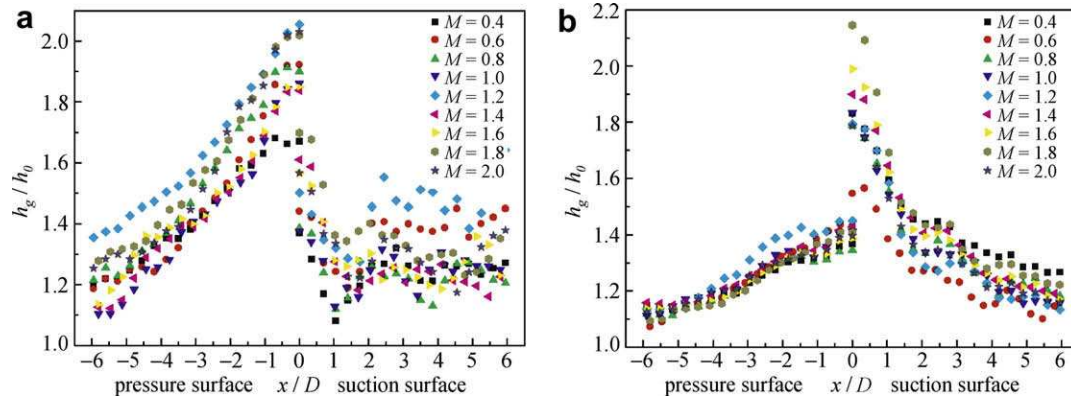 a
2.0
1.8
1.6
1.4
1.2
1.0
h_g / h_0
M = 0.4
M = 0.6
M = 0.8
M = 1.0
M = 1.2
M = 1.4
M = 1.6
M = 1.8
M = 2.0
−6 −5 −4 −3 −2 −1 0 1 2 3 4 5 6
pressure surface x / D suction surface
b
2.2
2.0
1.8
1.6
1.4
1.2
1.0
h_g / h_0
M = 0.4
M = 0.6
M = 0.8
M = 1.0
M = 1.2
M = 1.4
M = 1.6
M = 1.8
M = 2.0
−6 −5 −4 −3 −2 −1 0 1 2 3 4 5 6
pressure surface x / D suction surface